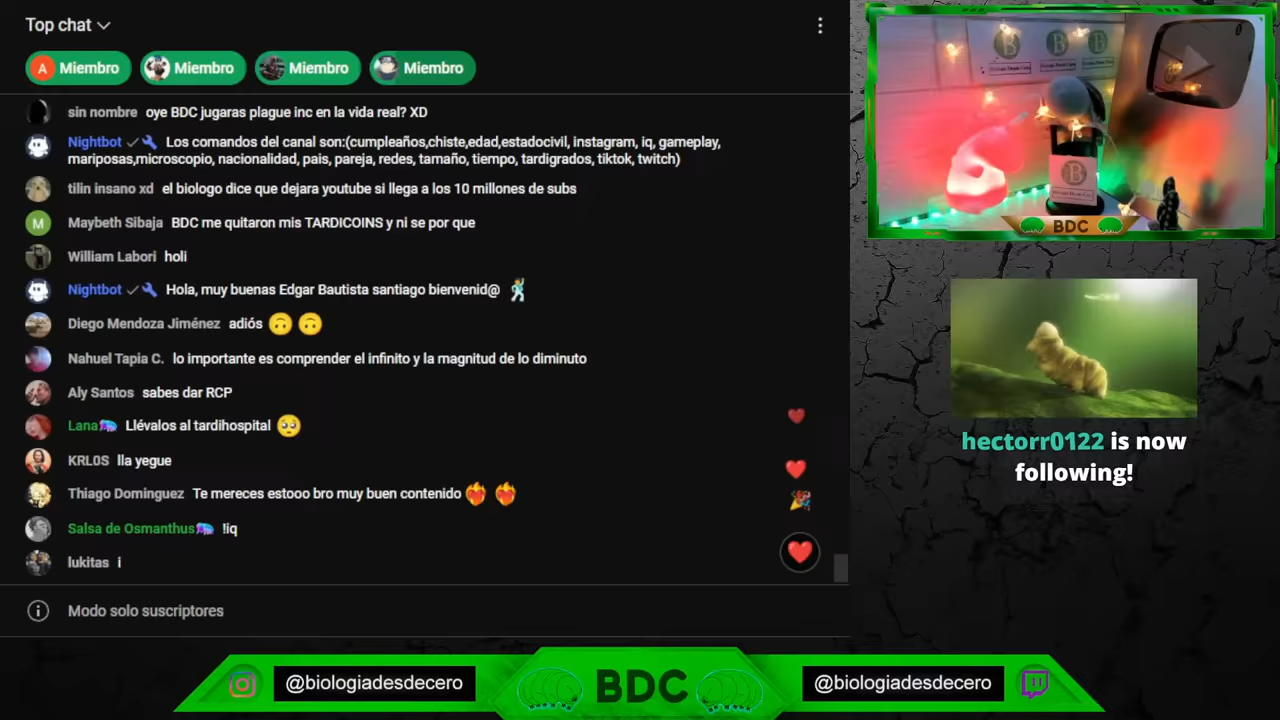 Top chat
A Miembro Miembro Miembro Miembro
sin nombre oye BDC jugaras plague inc en la vida real? XD
Nightbot Los comandos del canal son:(cumpleaños,chiste,edad,estadocivil, instagram, iq, gameplay,
mariposas,microscopio, nacionalidad, pais, pareja, redes, tamaño, tiempo, tardigrados, tiktok, twitch)
tilin insano xd el biologo dice que dejara youtube si llega a los 10 millones de subs
M Maybeth Sibaja BDC me quitaron mis TARDICOINS y ni se por que
William Labori holi
Nightbot Hola, muy buenas Edgar Bautista santiago bienvenid@ 🕺
Diego Mendoza Jiménez adiós 🙃 🙃
Nahuel Tapia C. lo importante es comprender el infinito y la magnitud de lo diminuto
Aly Santos sabes dar RCP
Lana Llévalos al tardihospital 🥺
KRL0S lla yegue
Thiago Dominguez Te mereces estooo bro muy buen contenido ❤️‍🔥 ❤️‍🔥
Salsa de Osmanthus !iq
lukitas i
Modo solo suscriptores
B
BDC
hectorr0122 is now
following!
@biologiadesdecero
BDC
@biologiadesdecero